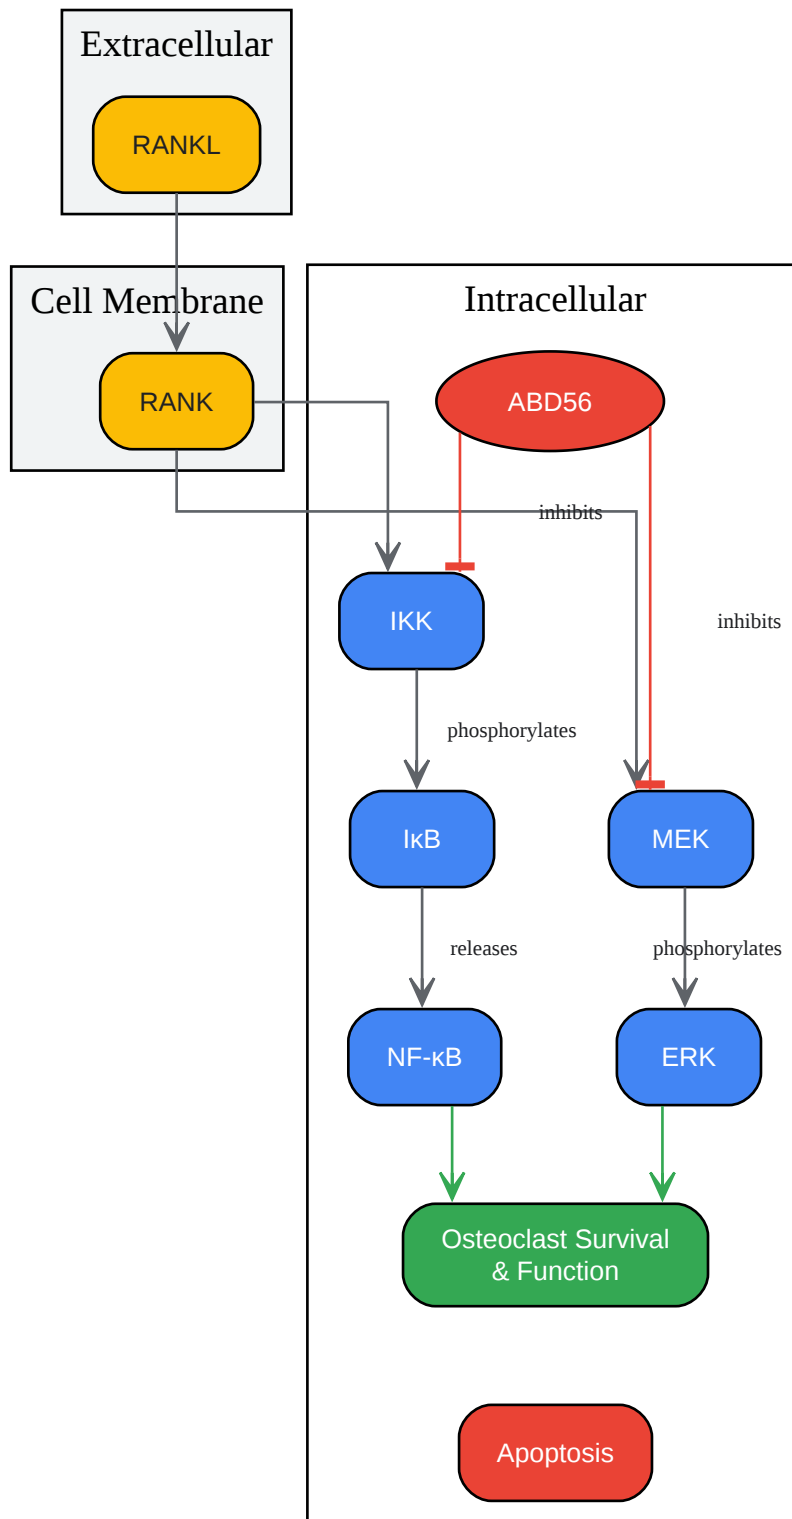 Extracellular
RANKL
Cell Membrane
RANK
Intracellular
ABD56
inhibits
IKK
inhibits
phosphorylates
IκB
MEK
releases
phosphorylates
NF-κB
ERK
Osteoclast Survival
& Function
Apoptosis